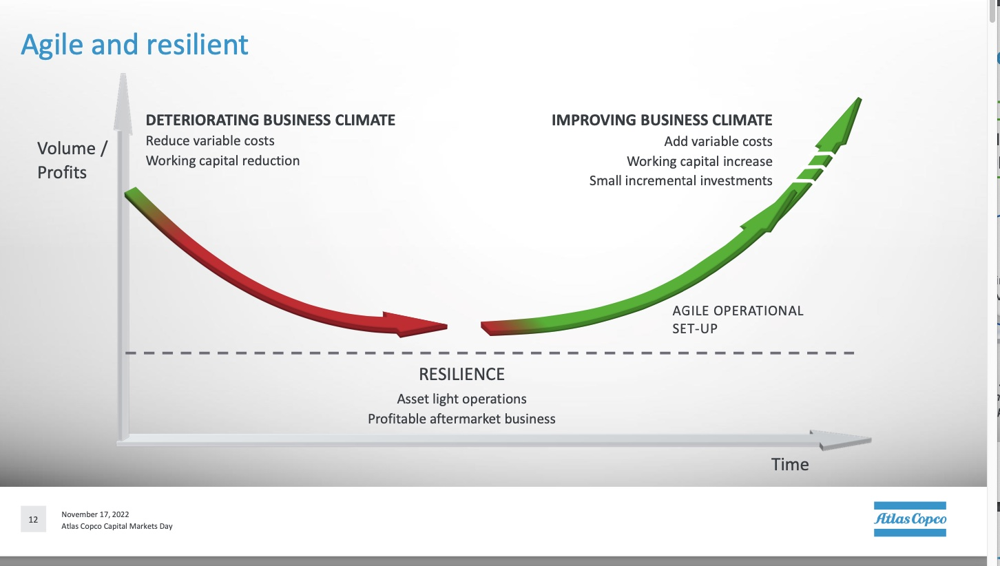 Agile and resilient
Volume /
Profits
DETERIORATING BUSINESS CLIMATE
Reduce variable costs
Working capital reduction
IMPROVING BUSINESS CLIMATE
Add variable costs
Working capital increase
Small incremental investments
AGILE OPERATIONAL
SET-UP
RESILIENCE
Asset light operations
Profitable aftermarket business
Time
12
November 17, 2022
Atlas Copco Capital Markets Day
Atlas Copco